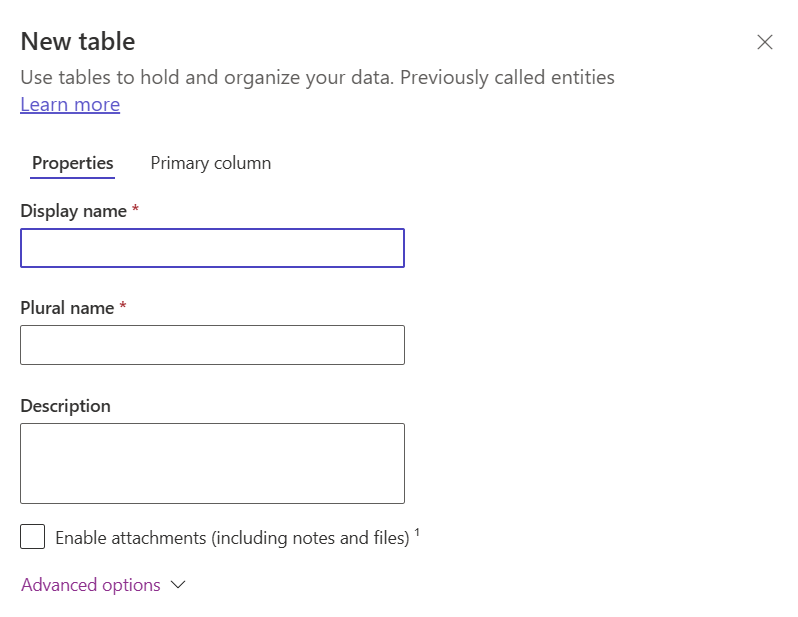 New table
Use tables to hold and organize your data. Previously called entities
Learn more
Properties Primary column
Display name *
Plural name *
Description
Enable attachments (including notes and files) ¹
Advanced options